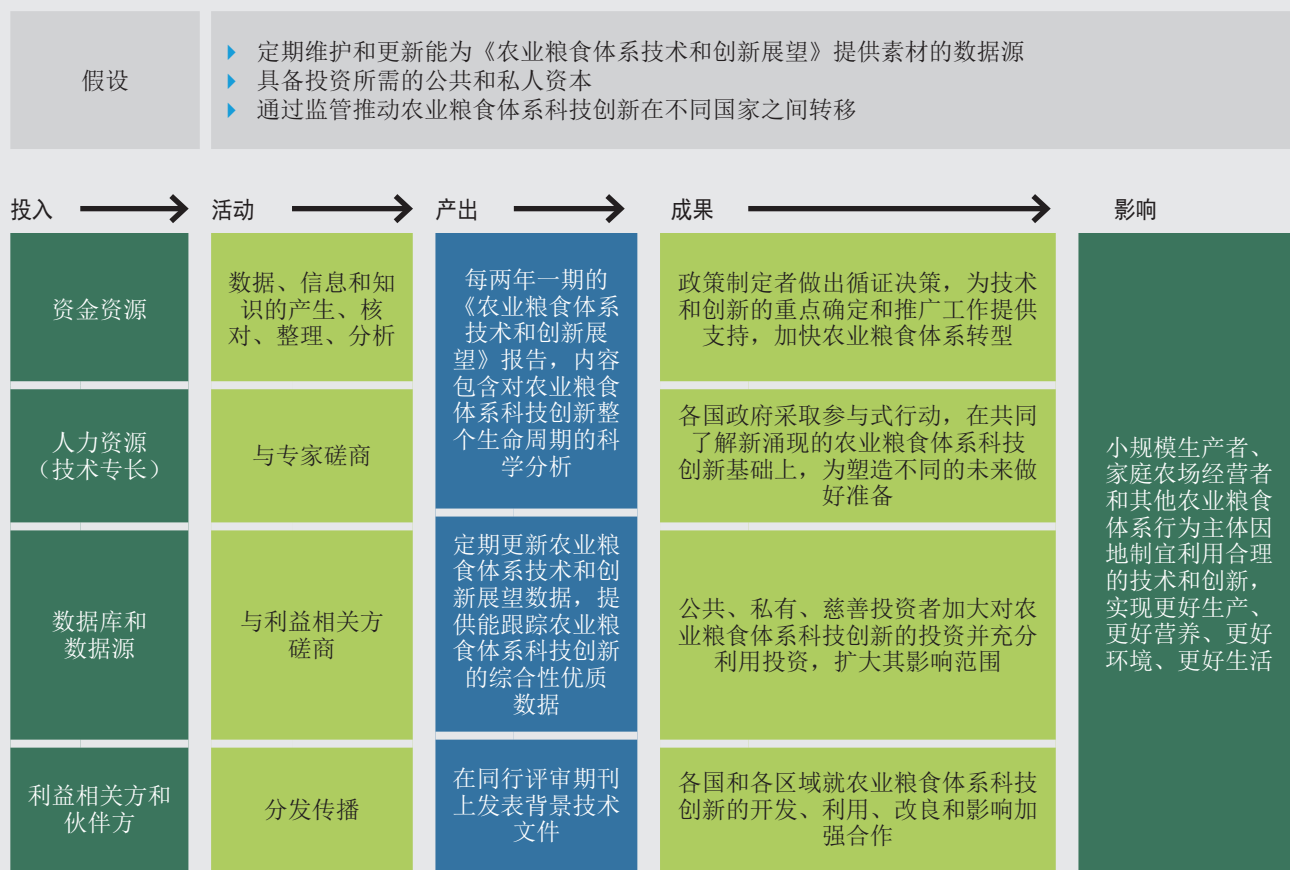 假设
定期维护和更新能为《农业粮食体系技术和创新展望》提供素材的数据源
具备投资所需的公共和私人资本
通过监管推动农业粮食体系科技创新在不同国家之间转移
投入
活动
产出
成果
影响
资金资源
人力资源
（技术专长）
数据库和
数据源
利益相关方和
伙伴方
数据、信息和知
识的产生、核
对、整理、分析
与专家磋商
与利益相关方
磋商
分发传播
每两年一期的
《农业粮食体系
技术和创新展
望》报告，内容
包含对农业粮食
体系科技创新整
个生命周期的科
学分析
定期更新农业粮
食体系技术和创
新展望数据，提
供能跟踪农业粮
食体系科技创新
的综合性优质
数据
在同行评审期刊
上发表背景技术
文件
政策制定者做出循证决策，为技术
和创新的重点确定和推广工作提供
支持，加快农业粮食体系转型
各国政府采取参与式行动，在共同
了解新涌现的农业粮食体系科技
创新基础上，为塑造不同的未来做
好准备
公共、私有、慈善投资者加大对农
业粮食体系科技创新的投资并充分
利用投资，扩大其影响范围
各国和各区域就农业粮食体系科技
创新的开发、利用、改良和影响加
强合作
小规模生产者、
家庭农场经营者
和其他农业粮食
体系行为主体因
地制宜利用合理
的技术和创新，
实现更好生产、
更好营养、更好
环境、更好生活